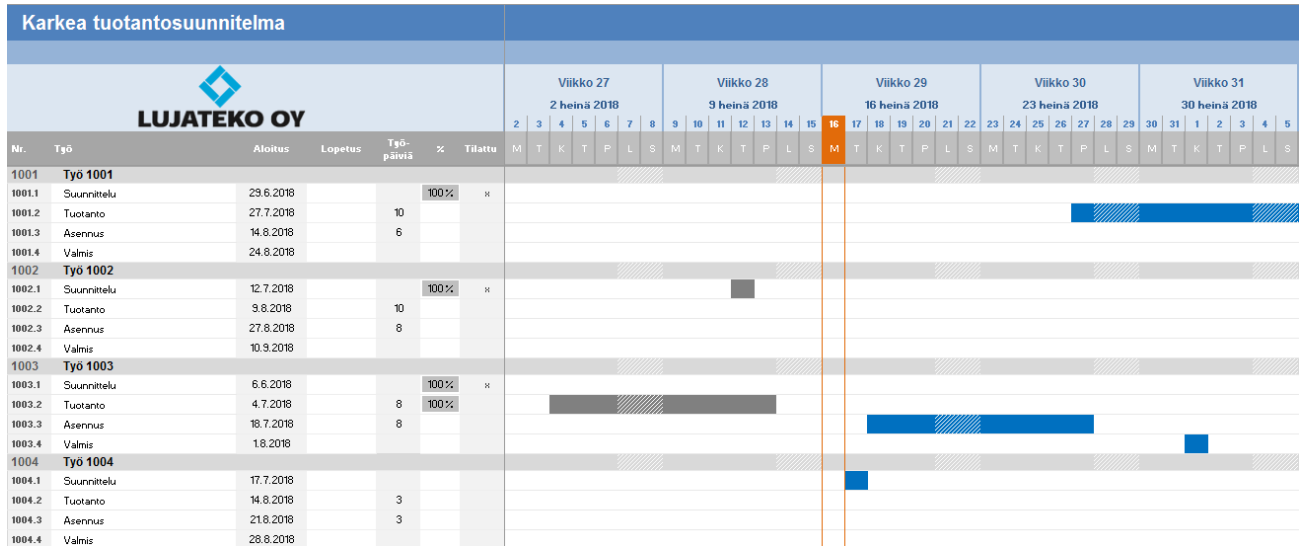 Karkea tuotantosuunnitelma
LUJATEKO OY
Viikko 27 Viikko 28 Viikko 29 Viikko 30 Viikko 31
2 heinä 2018 9 heinä 2018 16 heinä 2018 23 heinä 2018 30 heinä 2018
2 3 4 5 6 7 8 9 10 11 12 13 14 15 16 17 18 19 20 21 22 23 24 25 26 27 28 29 30 31 1 2 3 4 5
Nr. Työ Aloitus Lopetus Työ-päiviä % Tilattu M T K T P L S M T K T P L S M T K T P L S M T K T P L S M T K T P L S
1001 Työ 1001
1001.1 Suunnittelu 29.6.2018 100% x
1001.2 Tuotanto 27.7.2018 10
1001.3 Asennus 14.8.2018 6
1001.4 Valmis 24.8.2018
1002 Työ 1002
1002.1 Suunnittelu 12.7.2018 100% x
1002.2 Tuotanto 9.8.2018 10
1002.3 Asennus 27.8.2018 8
1002.4 Valmis 10.9.2018
1003 Työ 1003
1003.1 Suunnittelu 6.6.2018 100% x
1003.2 Tuotanto 4.7.2018 8 100%
1003.3 Asennus 18.7.2018 8
1003.4 Valmis 1.8.2018
1004 Työ 1004
1004.1 Suunnittelu 17.7.2018
1004.2 Tuotanto 14.8.2018 3
1004.3 Asennus 21.8.2018 3
1004.4 Valmis 28.8.2018